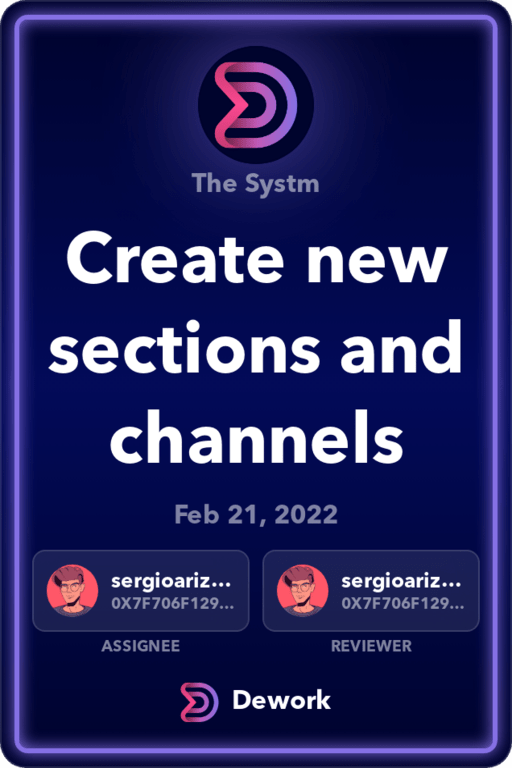 The Systm
Create new
sections and
channels
Feb 21, 2022
sergioariz...
0X7F706F129...
ASSIGNEE
sergioariz...
0X7F706F129...
REVIEWER
Dework